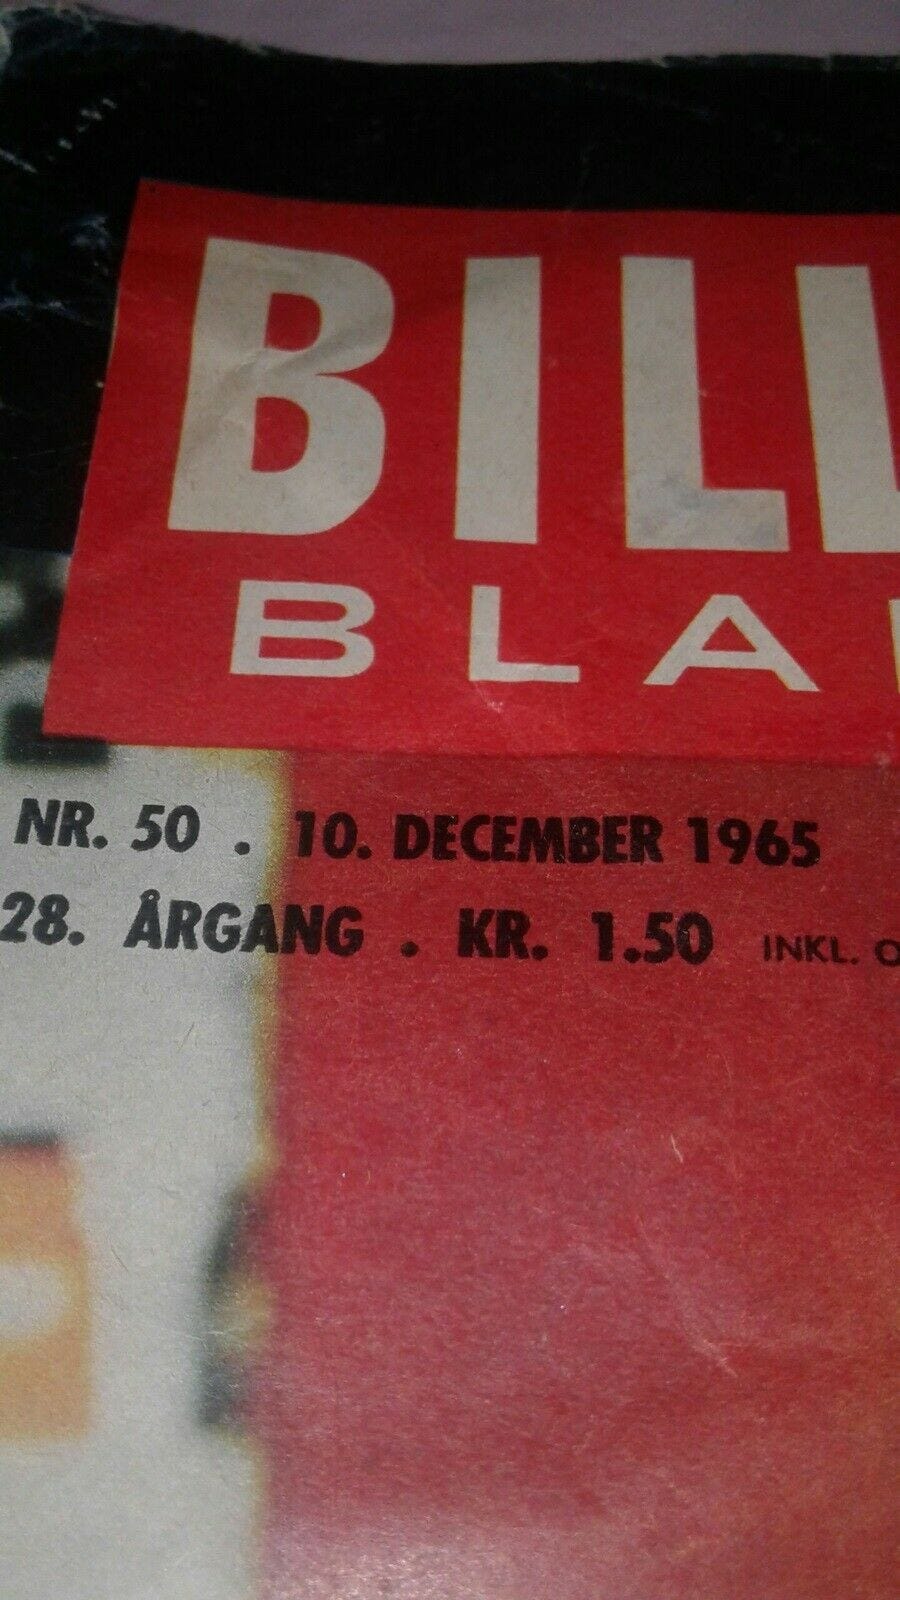 BILL
BLA
NR. 50 . 10. DECEMBER 1965
28. ÅRGANG . KR. 1.50 INKL. O